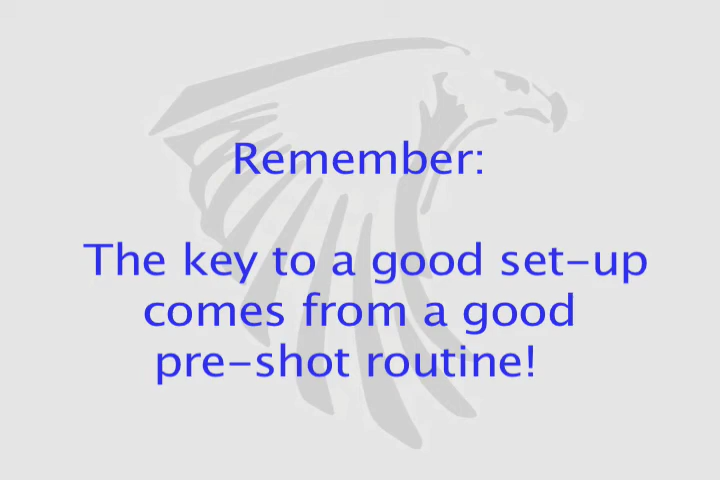 Remember:
The key to a good set-up
comes from a good
pre-shot routine!